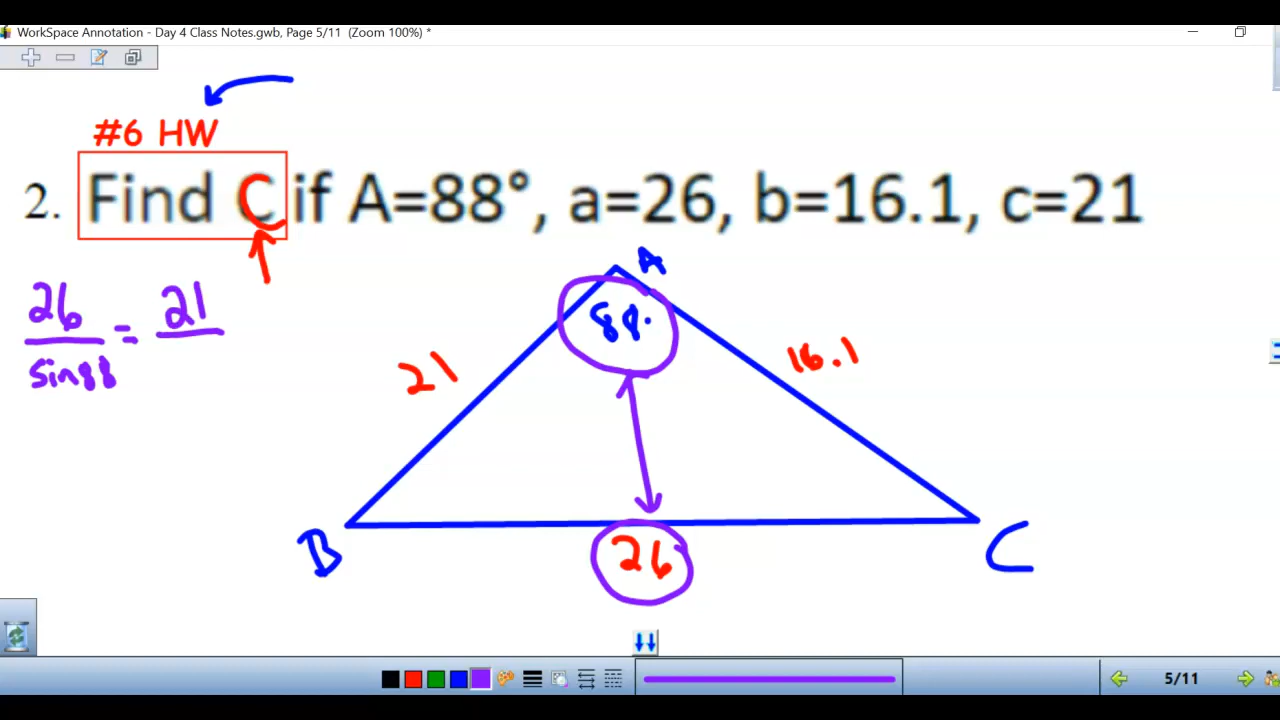 WorkSpace Annotation - Day 4 Class Notes.gwb, Page 5/11 (Zoom 100%) *
#6 HW
2. Find C if A=88°, a=26, b=16.1, c=21
A
26 = 21
sin88
88°
21
16.1
B
26
C
5/11